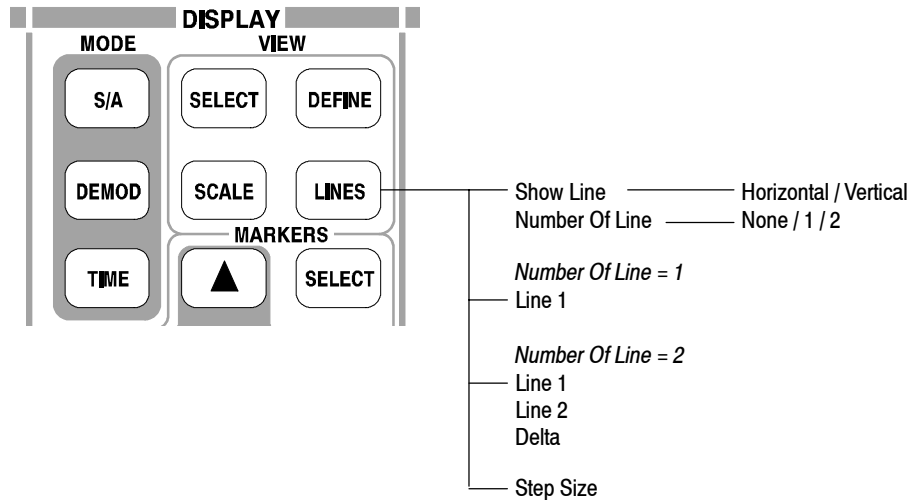 DISPLAY
MODE
VIEW
S/A
SELECT
DEFINE
DEMOD
SCALE
LINES
MARKERS
TIME
SELECT
Show Line
Horizontal / Vertical
Number Of Line
None / 1 / 2
Number Of Line = 1
Line 1
Number Of Line = 2
Line 1
Line 2
Delta
Step Size